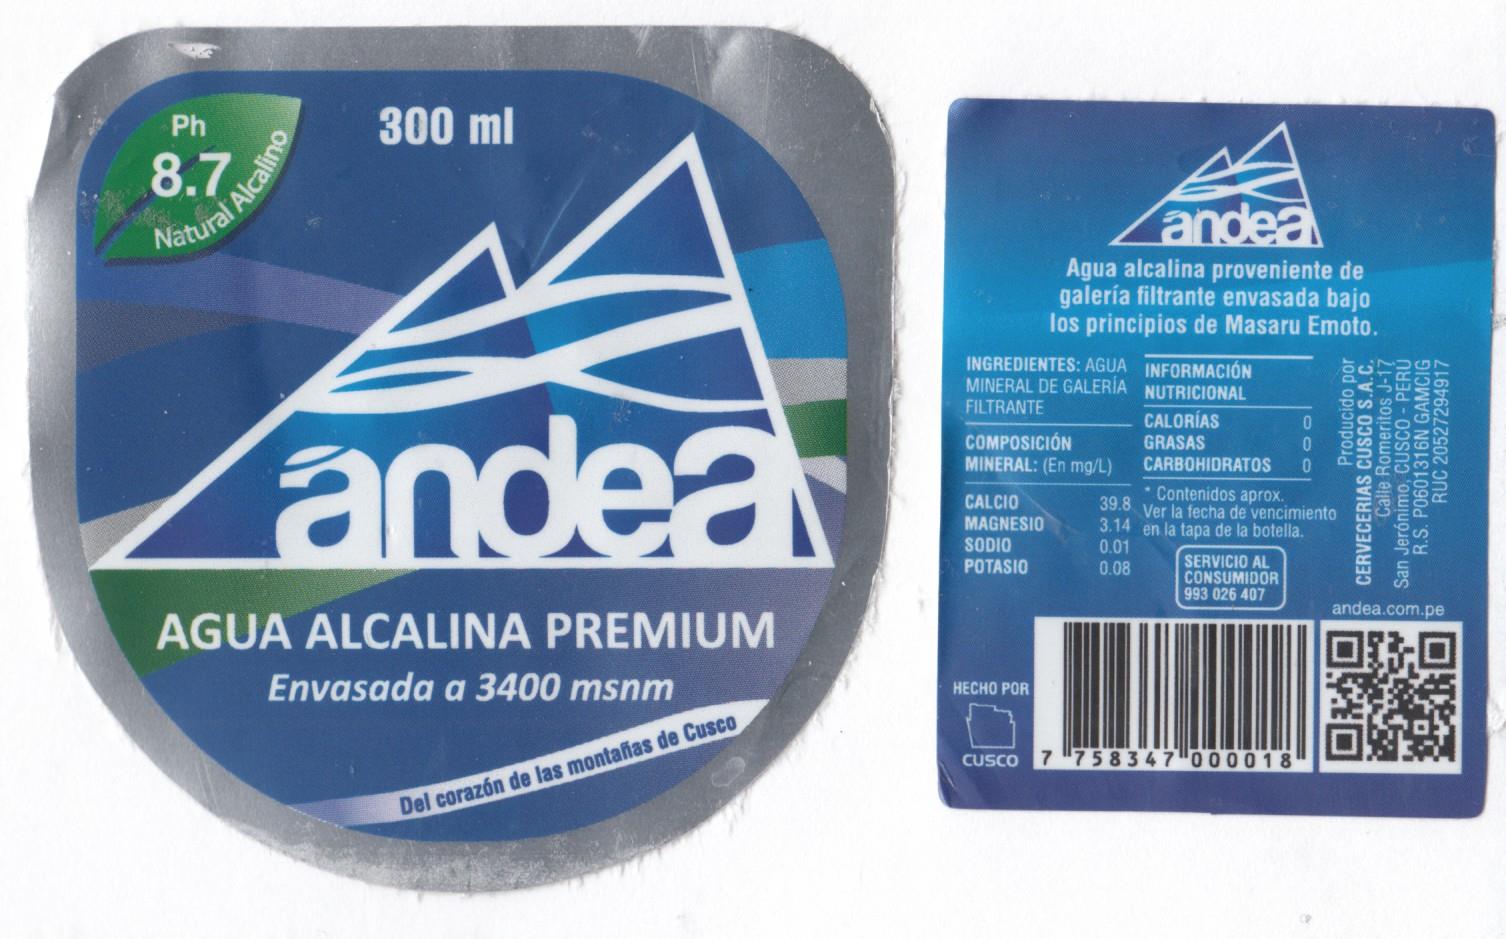 Ph
8.7
Natural Alcalino
300 ml
andea
AGUA ALCALINA PREMIUM
Envasada a 3400 msnm
Del corazón de las montañas de Cusco
andea
Agua alcalina proveniente de
galería filtrante envasada bajo
los principios de Masaru Emoto.
INGREDIENTES: AGUA
MINERAL DE GALERÍA
FILTRANTE
COMPOSICIÓN
MINERAL: (En mg/L)
CALCIO 39.8
MAGNESIO 3.14
SODIO 0.01
POTASIO 0.08
INFORMACIÓN
NUTRICIONAL
CALORÍAS 0
GRASAS 0
CARBOHIDRATOS 0
* Contenidos aprox.
Ver la fecha de vencimiento
en la tapa de la botella.
SERVICIO AL
CONSUMIDOR
993 026 407
Producido por
CERVECERIAS CUSCO S.A.C.
Calle Romeritos J-17
San Jerónimo, CUSCO - PERU
R.S. P0601316N GAMCIG
RUC 20527294917
andea.com.pe
HECHO POR
CUSCO
7 758347 000018